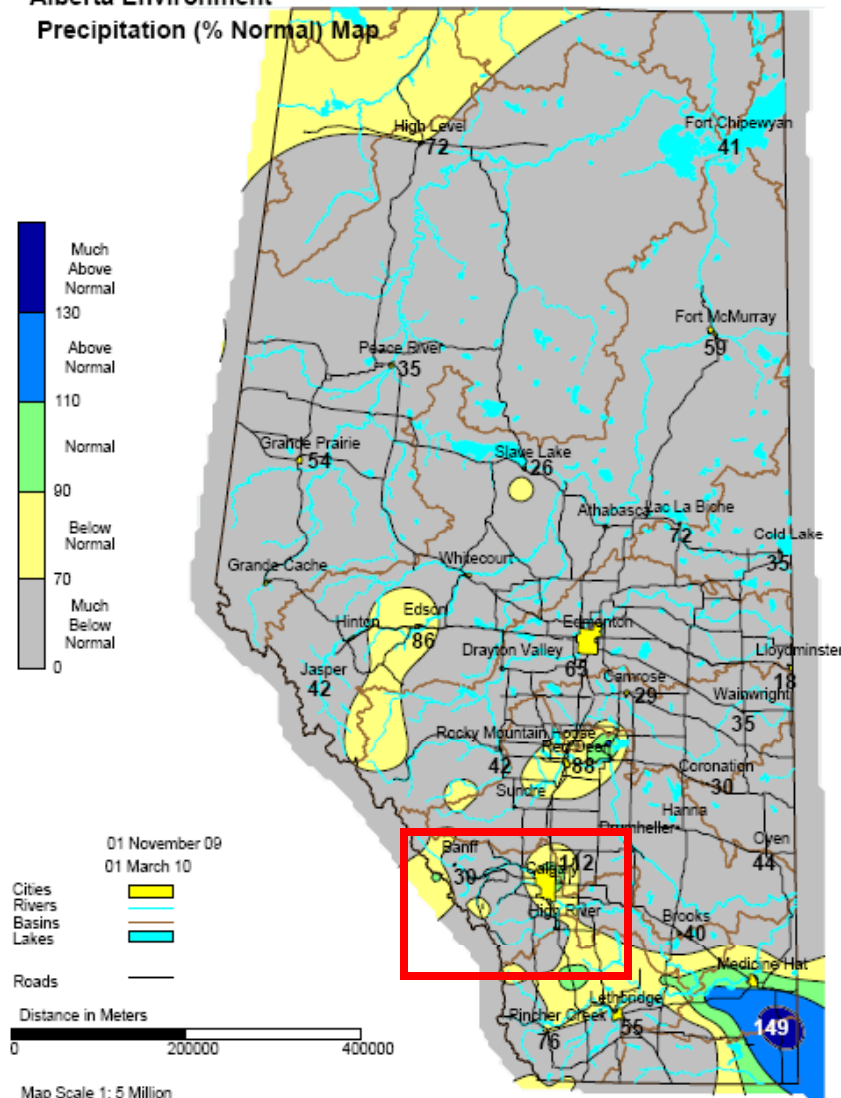 Alberta Environment
Precipitation (% Normal) Map
High Level
72
Fort Chipewyan
41
Much
Above
Normal
130
Above
Normal
110
Normal
90
Below
Normal
70
Much
Below
Normal
0
Fort McMurray
59
Peace River
35
Grande Prairie
54
Slave Lake
26
Athabasca
Lac La Biche
72
Cold Lake
35
Whitecourt
Grande Cache
Edson
86
Hinton
Edmonton
65
Drayton Valley
Lloydminster
18
Jasper
42
Camrose
29
Wainwright
35
Rocky Mountain House
42
Red Deer
88
Coronation
30
Sundre
Hanna
Drumheller
Oyen
44
Banff
39
Calgary
112
High River
Brooks
40
Medicine Hat
149
Lethbridge
55
Pincher Creek
76
01 November 09
01 March 10
Cities
Rivers
Basins
Lakes
Roads
Distance in Meters
0 200000 400000
Map Scale 1: 5 Million